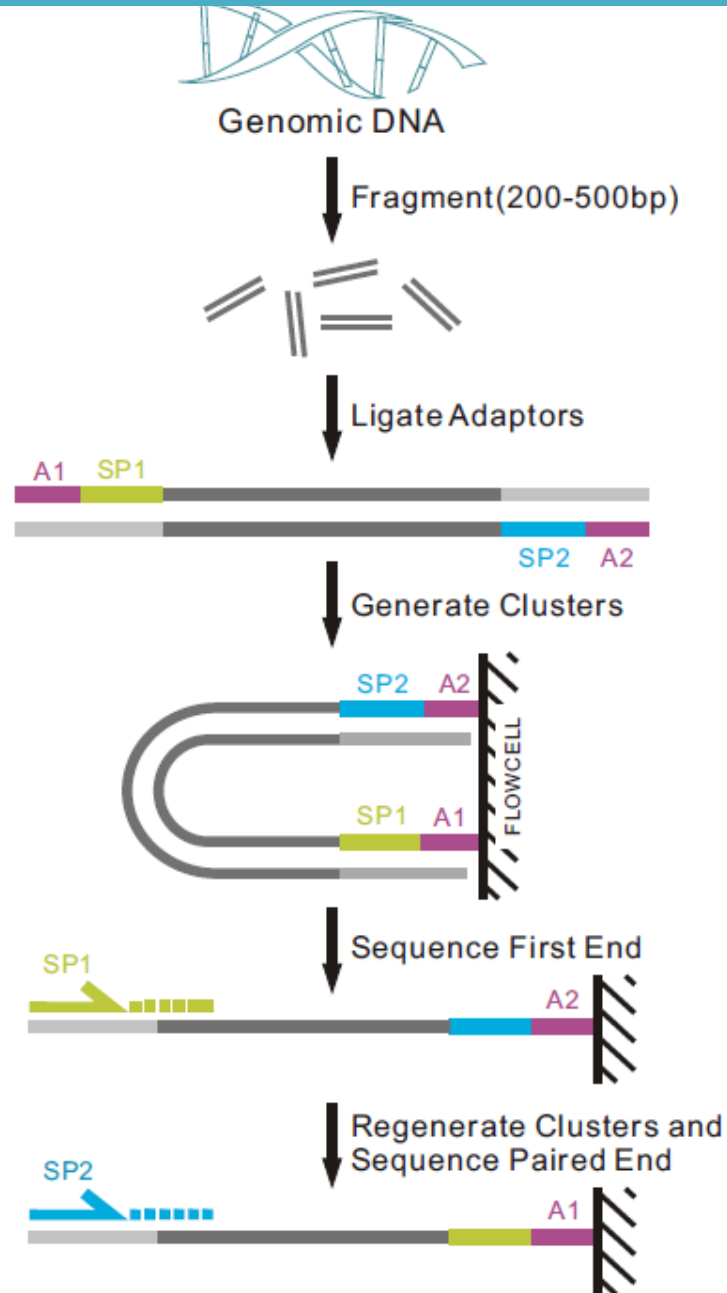 Genomic DNA
Fragment(200-500bp)
Ligate Adaptors
A1 SP1
SP2 A2
Generate Clusters
SP2 A2
FLOWCELL
SP1 A1
Sequence First End
SP1
A2
Regenerate Clusters and
Sequence Paired End
SP2
A1